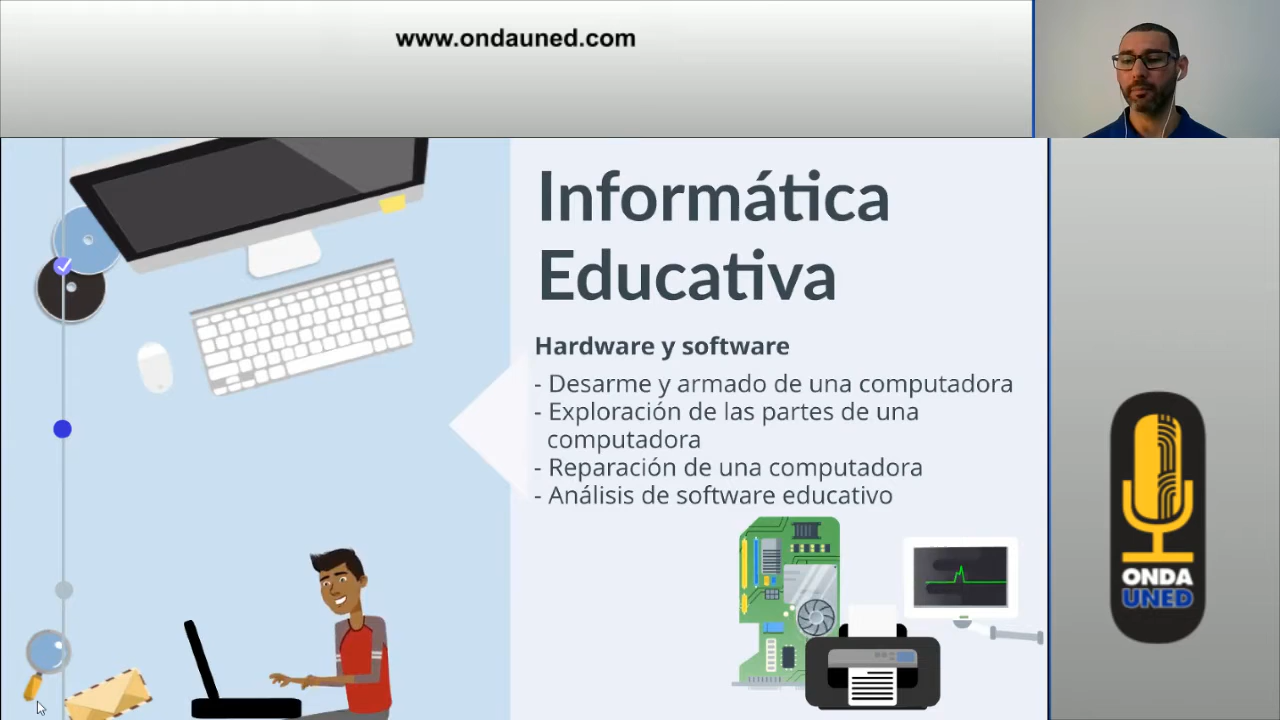 www.ondauned.com
Informática
Educativa
Hardware y software
- Desarme y armado de una computadora
- Exploración de las partes de una
computadora
- Reparación de una computadora
- Análisis de software educativo
ONDA
UNED